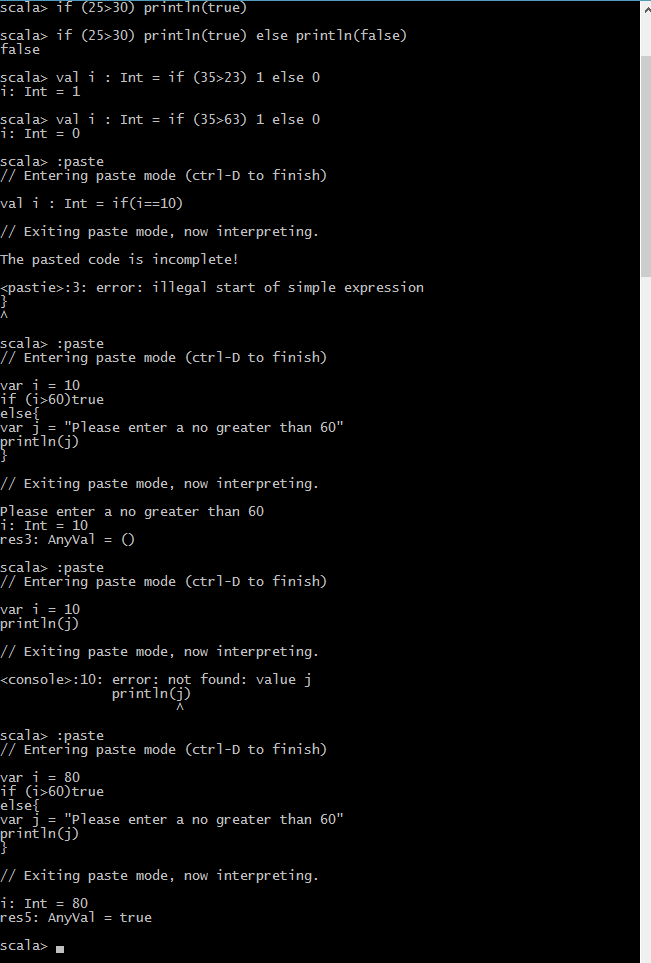 scala> if (25>30) println(true)
scala> if (25>30) println(true) else println(false)
false
scala> val i : Int = if (35>23) 1 else 0
i: Int = 1
scala> val i : Int = if (35>63) 1 else 0
i: Int = 0
scala> :paste
// Entering paste mode (ctrl-D to finish)
val i : Int = if(i==10)
// Exiting paste mode, now interpreting.
The pasted code is incomplete!
<pastie>:3: error: illegal start of simple expression
}
^
scala> :paste
// Entering paste mode (ctrl-D to finish)
var i = 10
if (i>60)true
else{
var j = "Please enter a no greater than 60"
println(j)
}
// Exiting paste mode, now interpreting.
Please enter a no greater than 60
i: Int = 10
res3: AnyVal = ()
scala> :paste
// Entering paste mode (ctrl-D to finish)
var i = 10
println(j)
// Exiting paste mode, now interpreting.
<console>:10: error: not found: value j
println(j)
^
scala> :paste
// Entering paste mode (ctrl-D to finish)
var i = 80
if (i>60)true
else{
var j = "Please enter a no greater than 60"
println(j)
}
// Exiting paste mode, now interpreting.
i: Int = 80
res5: AnyVal = true
scala>